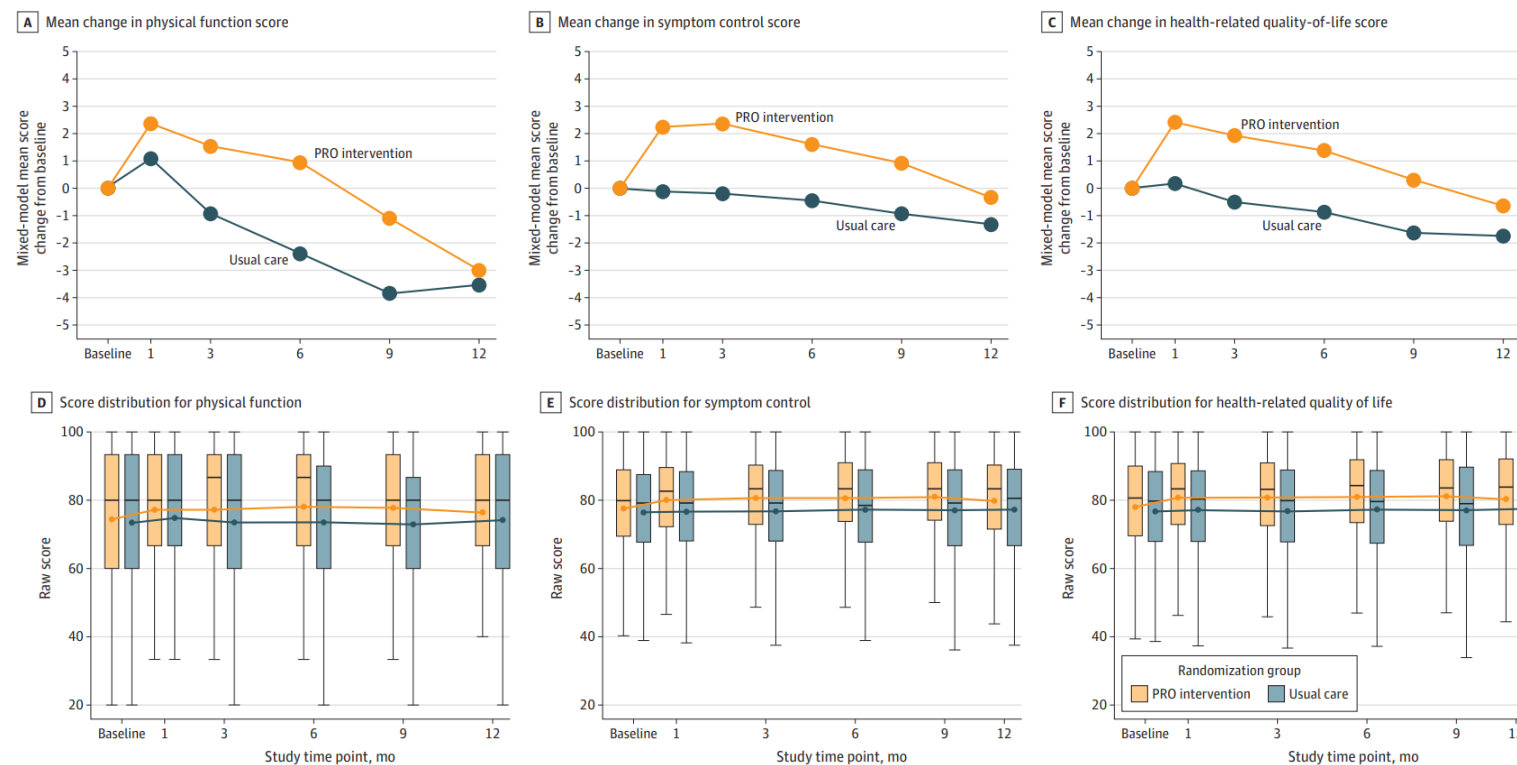 A Mean change in physical function score
Mixed-model mean score
change from baseline
5
4
3
2
1
0
-1
-2
-3
-4
-5
PRO intervention
Usual care
Baseline 1 3 6 9 12
B Mean change in symptom control score
Mixed-model mean score
change from baseline
5
4
3
2
1
0
-1
-2
-3
-4
-5
PRO intervention
Usual care
Baseline 1 3 6 9 12
C Mean change in health-related quality-of-life score
Mixed-model mean score
change from baseline
5
4
3
2
1
0
-1
-2
-3
-4
-5
PRO intervention
Usual care
Baseline 1 3 6 9 12
D Score distribution for physical function
Raw score
100
80
60
40
20
Baseline 1 3 6 9 12
Study time point, mo
E Score distribution for symptom control
Raw score
100
80
60
40
20
Baseline 1 3 6 9 12
Study time point, mo
F Score distribution for health-related quality of life
Raw score
100
80
60
40
20
Randomization group
PRO intervention Usual care
Baseline 1 3 6 9
Study time point, mo